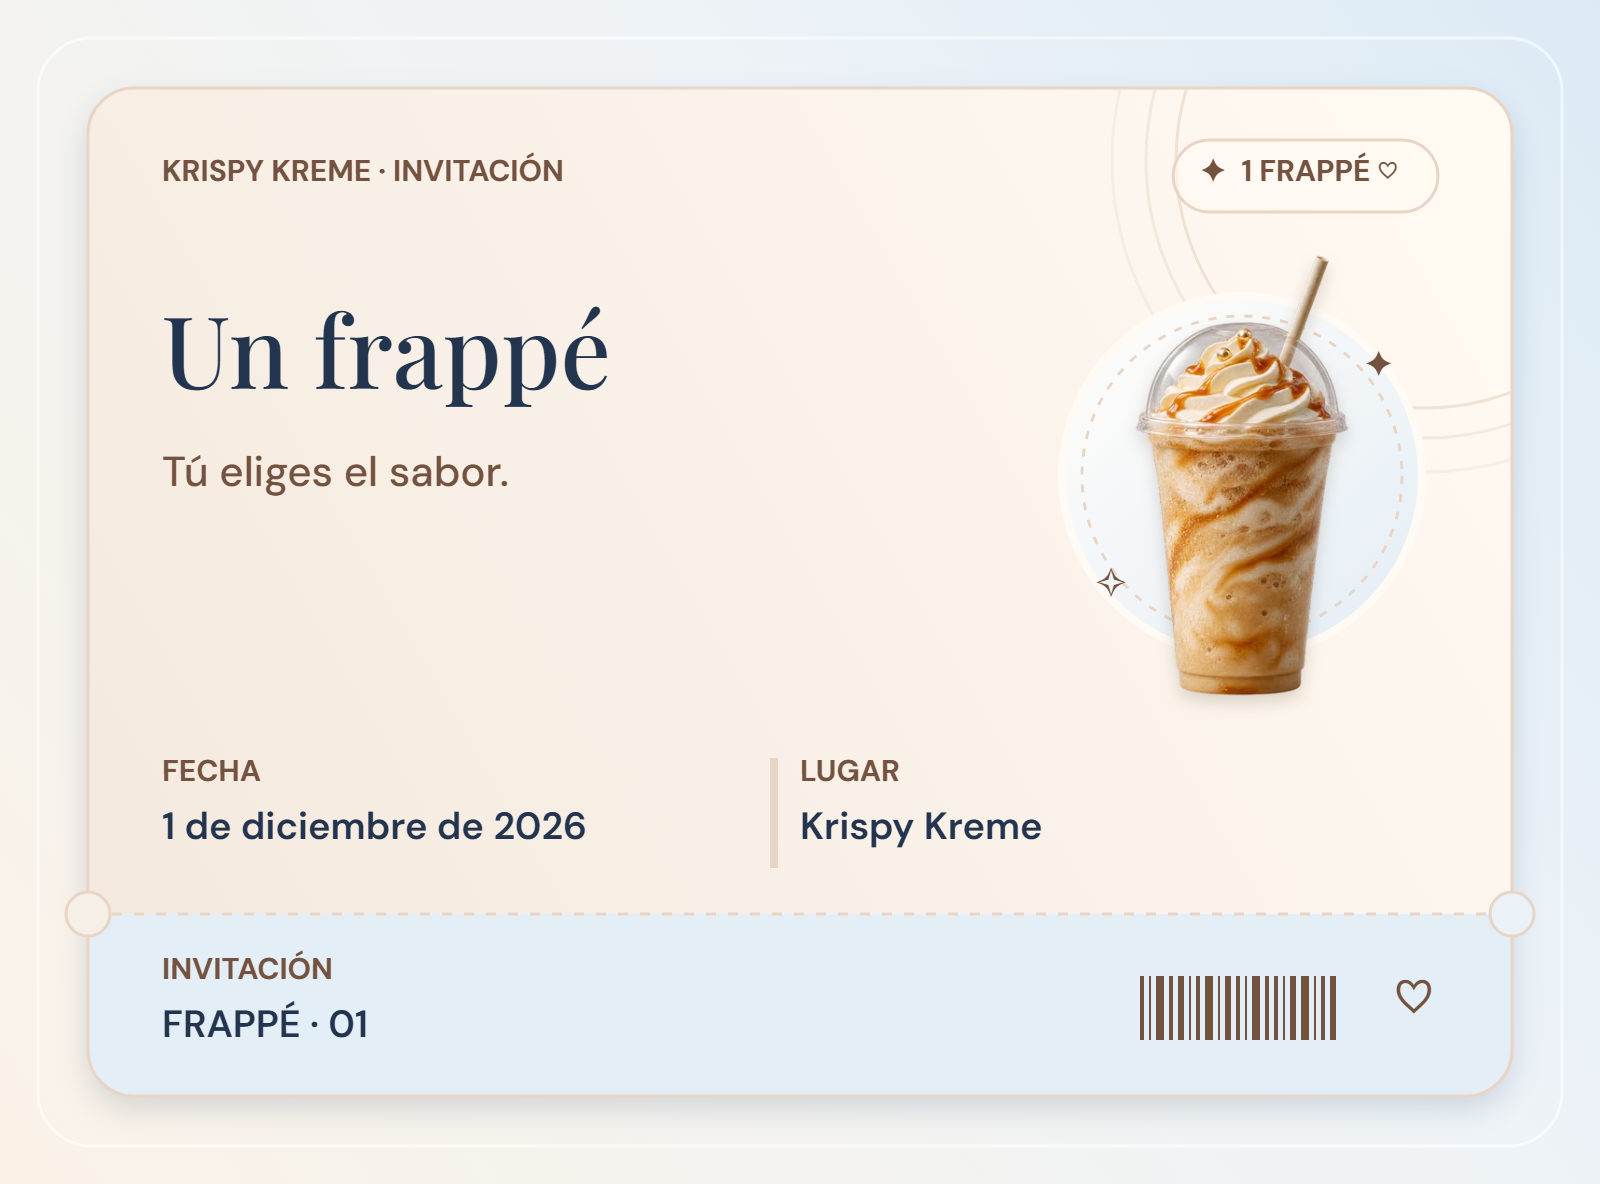 KRISPY KREME · INVITACIÓN
✦ 1 FRAPPÉ ♡
Un frappé
Tú eliges el sabor.
FECHA
1 de diciembre de 2026
LUGAR
Krispy Kreme
INVITACIÓN
FRAPPÉ · 01